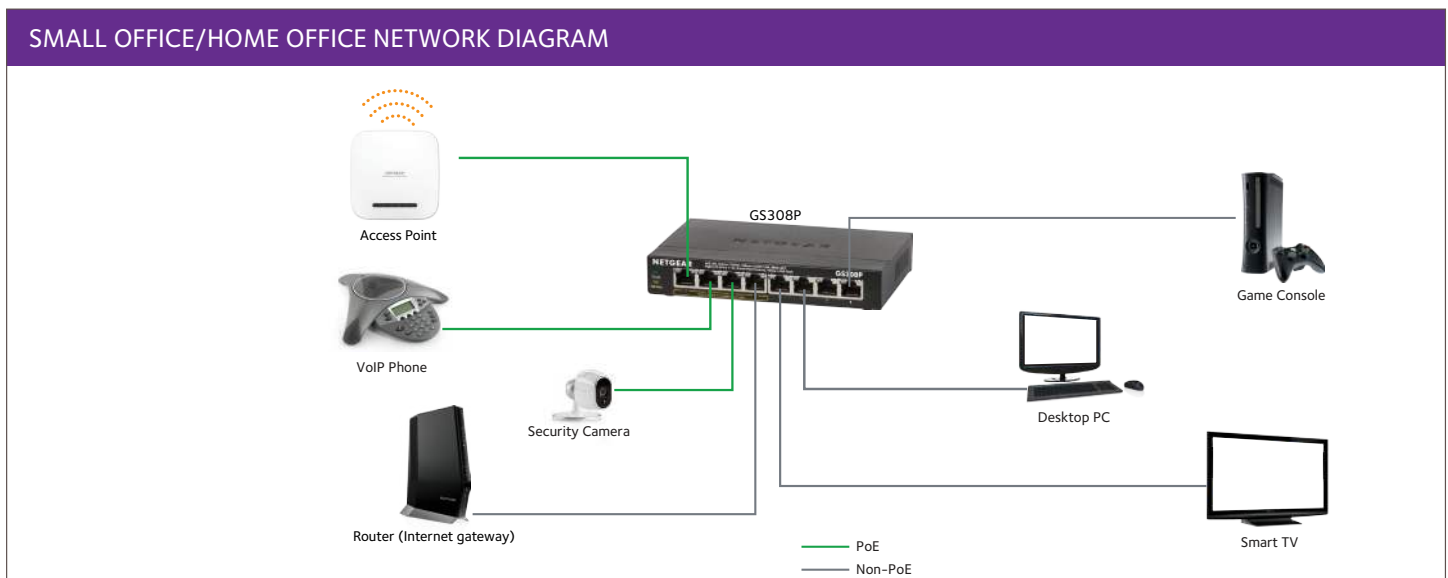 SMALL OFFICE/HOME OFFICE NETWORK DIAGRAM
GS308P
NETGEAR
NETGEAR
GS308P
Access Point
Game Console
VoIP Phone
Desktop PC
Security Camera
Router (Internet gateway)
Smart TV
PoE
Non-PoE